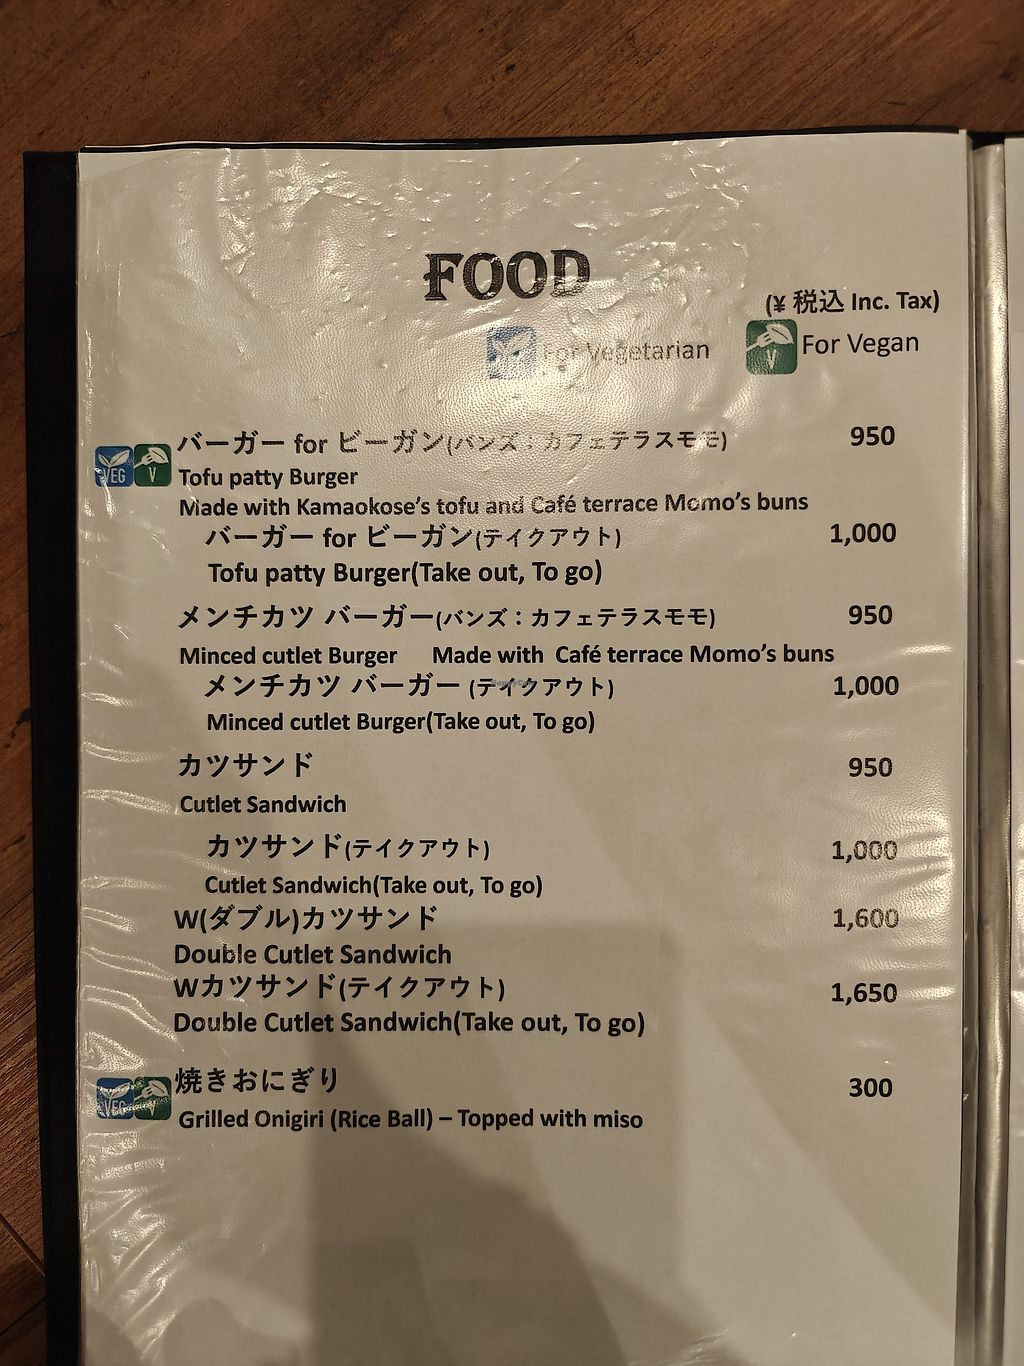 FOOD
(¥ 税込 Inc. Tax)
For Vegetarian
V For Vegan
バーガー for ビーガン(バンズ：カフェテラスモモ) 950
VEG V
Tofu patty Burger
Made with Kamaokose's tofu and Café terrace Momo's buns
バーガー for ビーガン(テイクアウト) 1,000
Tofu patty Burger(Take out, To go)
メンチカツ バーガー(バンズ：カフェテラスモモ) 950
Minced cutlet Burger Made with Café terrace Momo's buns
メンチカツ バーガー (テイクアウト) 1,000
Minced cutlet Burger(Take out, To go)
カツサンド 950
Cutlet Sandwich
カツサンド(テイクアウト) 1,000
Cutlet Sandwich(Take out, To go)
W(ダブル)カツサンド 1,600
Double Cutlet Sandwich
Wカツサンド(テイクアウト) 1,650
Double Cutlet Sandwich(Take out, To go)
焼きおにぎり 300
VEG V
Grilled Onigiri (Rice Ball) – Topped with miso